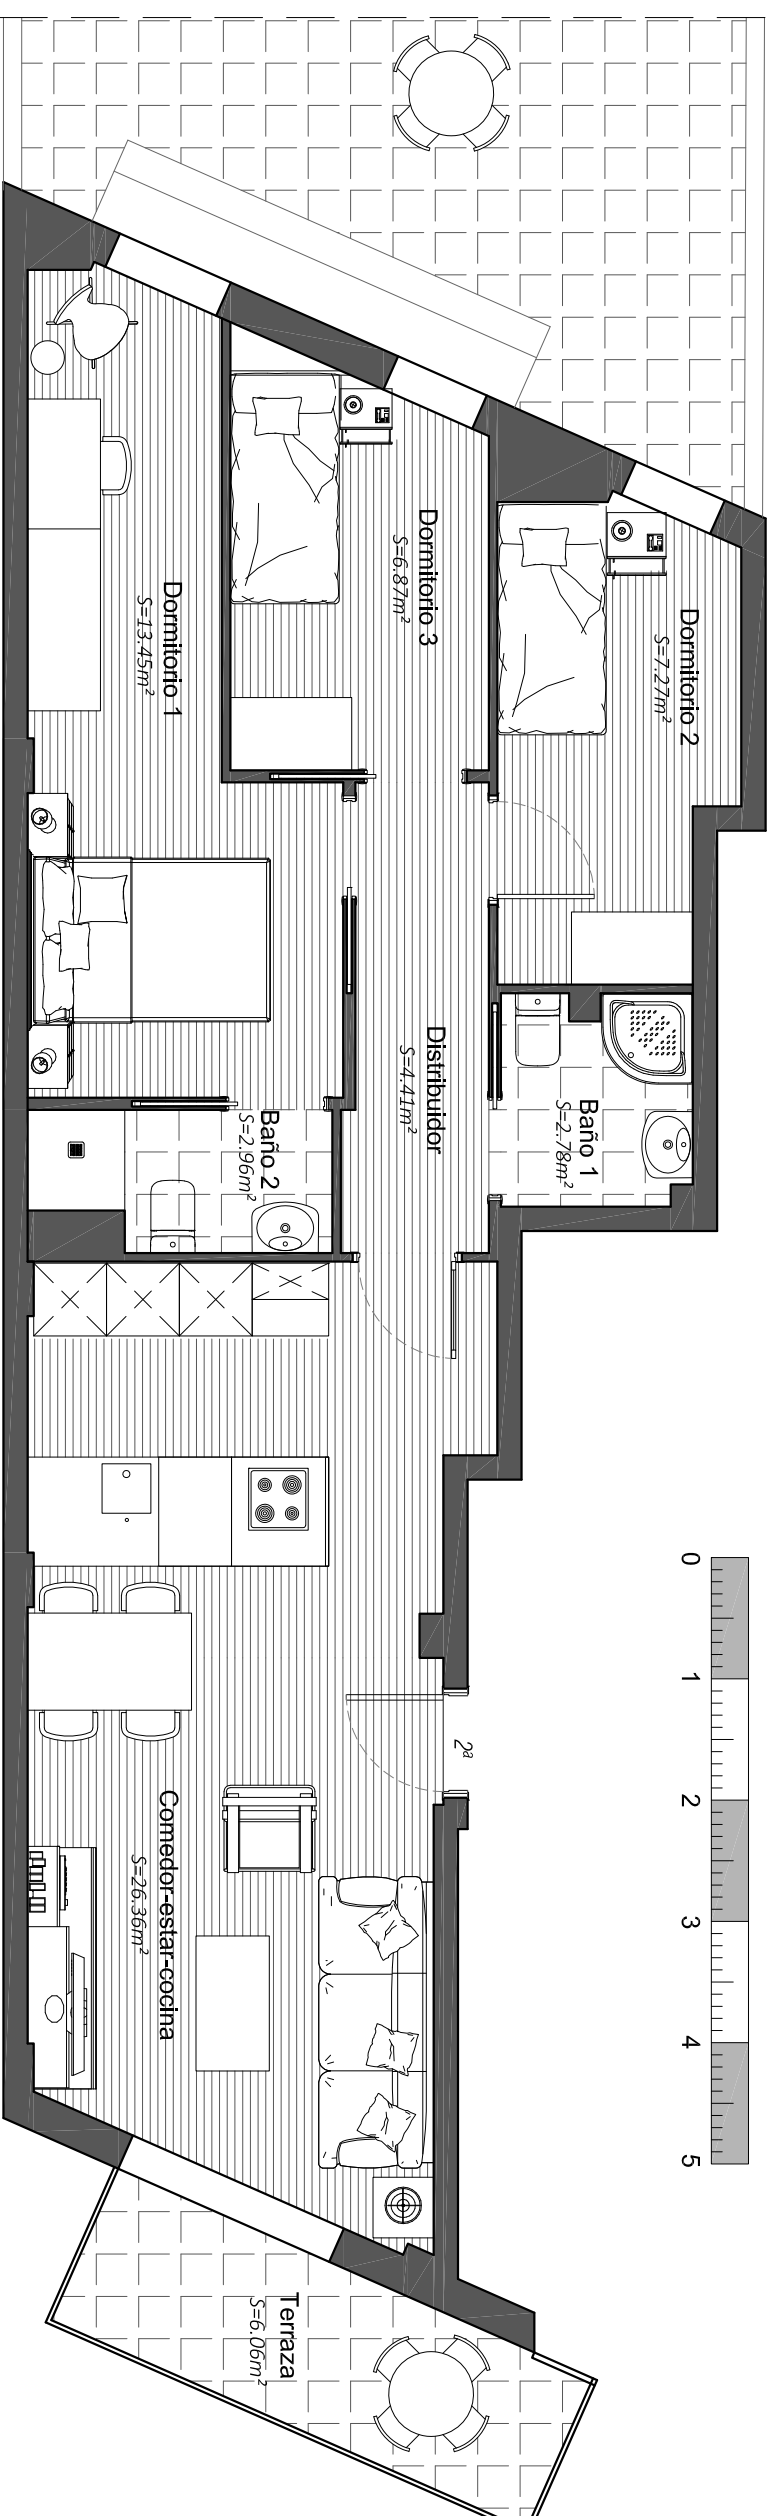 Dormitorio 2
S=7.27m²
Dormitorio 3
S=6.87m²
Dormitorio 1
S=13.45m²
Baño 1
S=2.78m²
Distribuidor
S=4.41m²
Baño 2
S=2.96m²
0 1 2 3 4 5
2ª
Comedor-estar-cocina
S=26.36m²
Terraza
S=6.06m²